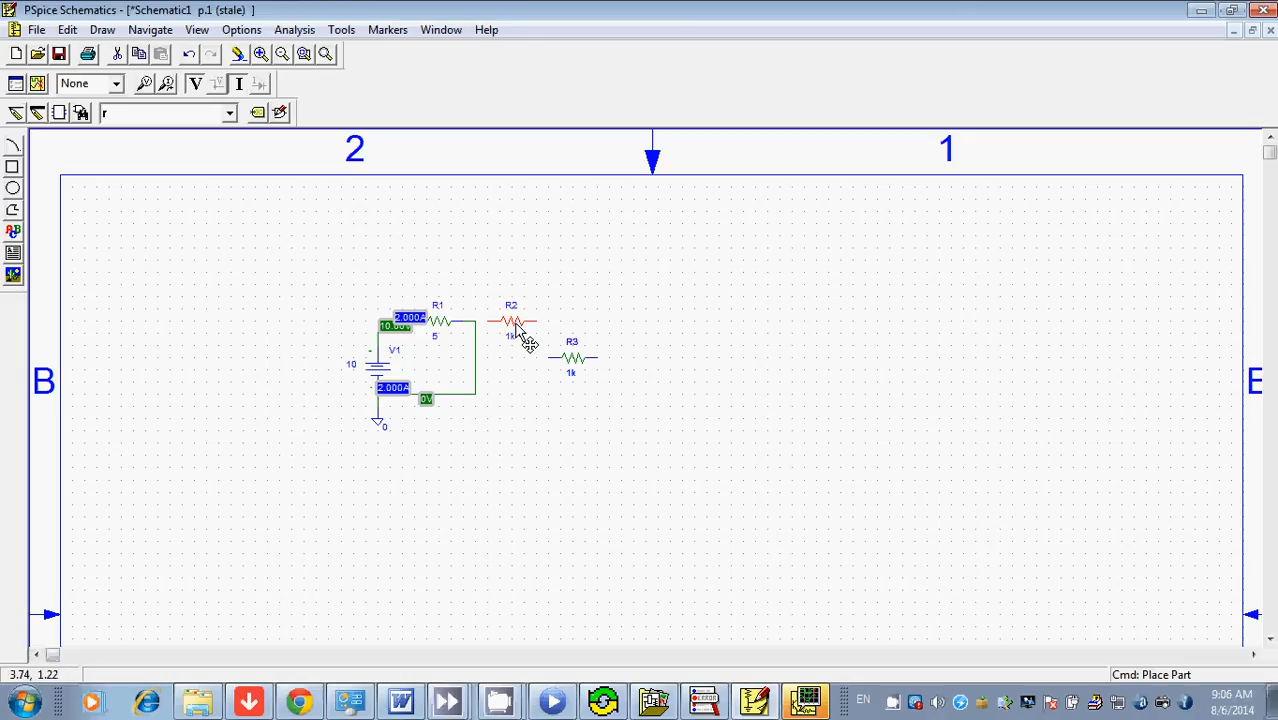 PSpice Schematics - [*Schematic1 p.1 (stale) ]
File Edit Draw Navigate View Options Analysis Tools Markers Window Help
None V V I
r
2 1
R1 R2
2.000A
5 1k
R3
V1
10
1k
B
2.000A
0V
0
3.74, 1.22 Cmd: Place Part
EN 9:06 AM
8/6/2014